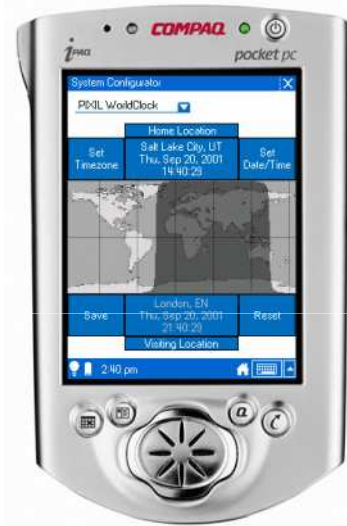 COMPAQ
iPAQ
pocket pc
System Configurator
PIXIL WorldClock
Home Location
Set
Timezone
Salt Lake City, UT
Thu, Sep 20, 2001
14:40:29
Set
Date/Time
Save
London, EN
Thu, Sep 20, 2001
21:40:29
Reset
Visiting Location
2:40 pm